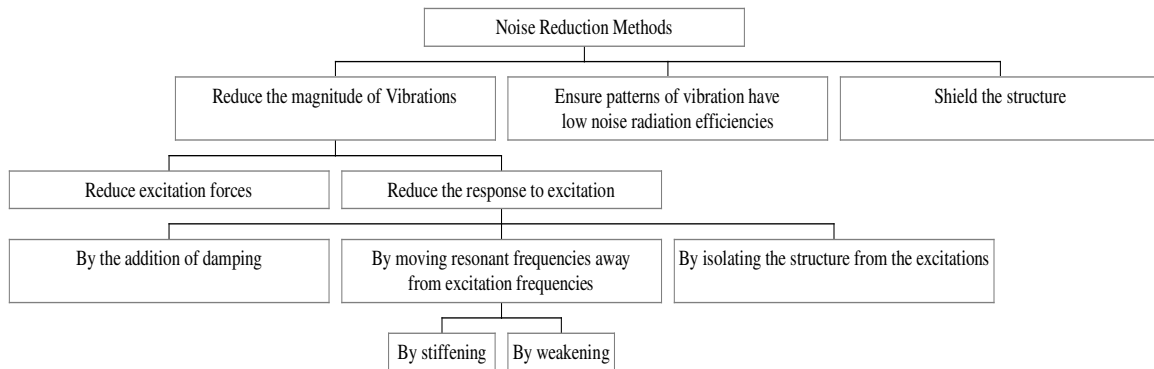 Noise Reduction Methods
Reduce the magnitude of Vibrations
Ensure patterns of vibration have
low noise radiation efficiencies
Shield the structure
Reduce excitation forces
Reduce the response to excitation
By the addition of damping
By moving resonant frequencies away
from excitation frequencies
By isolating the structure from the excitations
By stiffening
By weakening